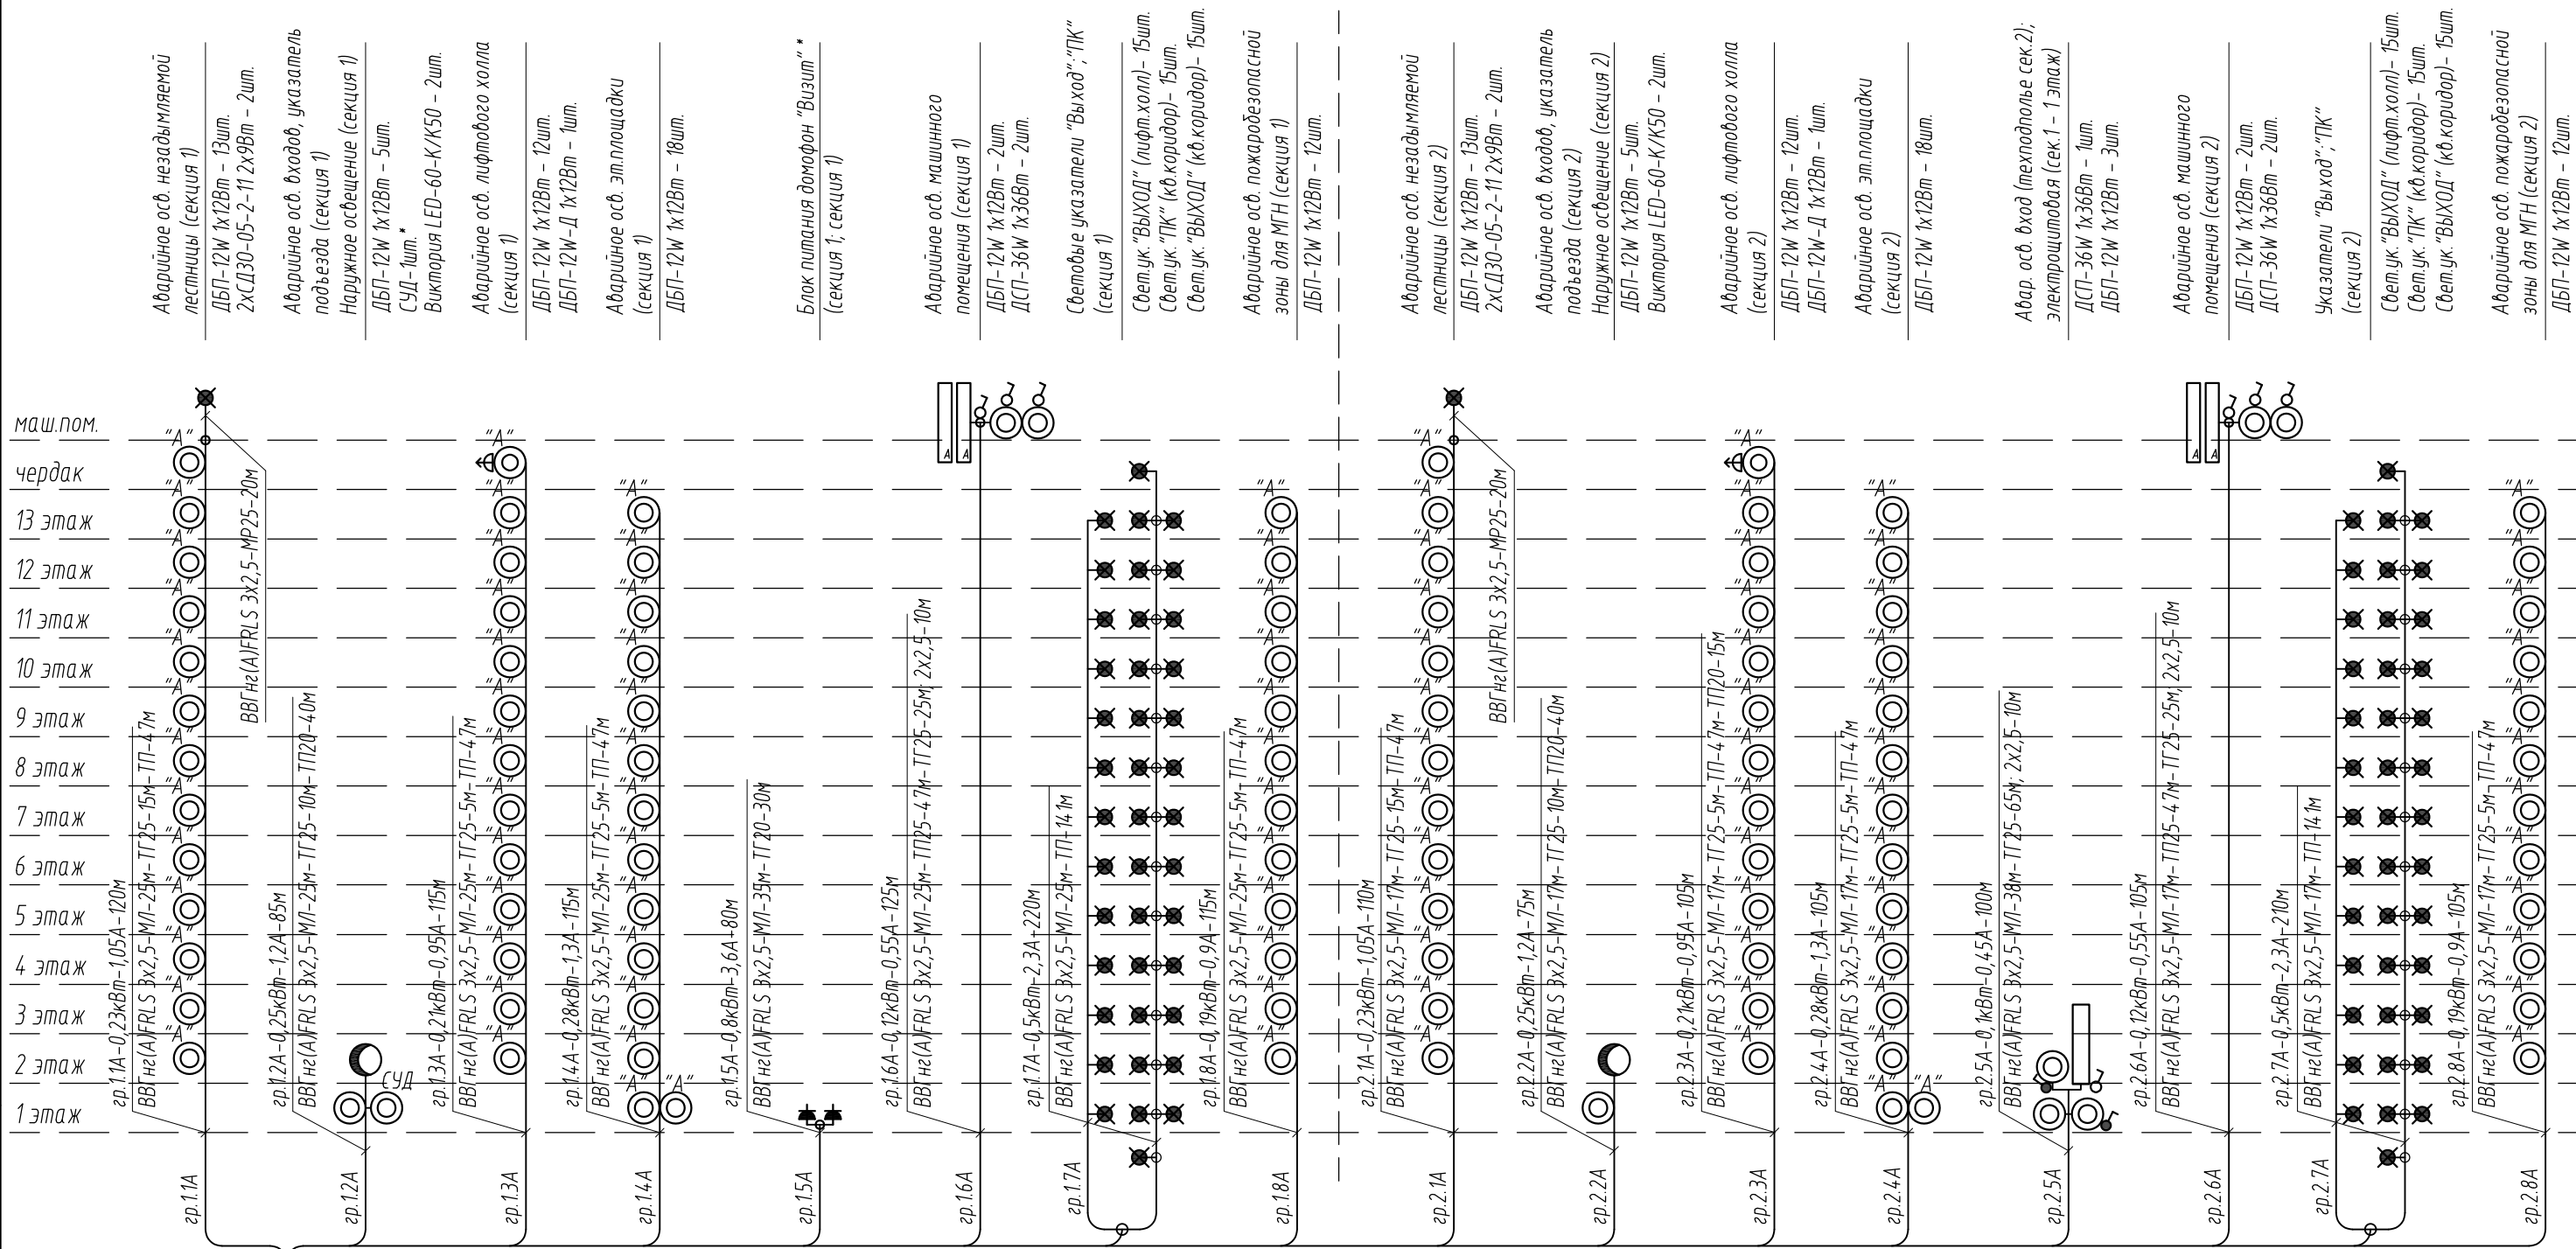 Аварийное осв. незадымляемой
лестницы (секция 1)
ДБП-12W 1х12Вт - 13шт.
2хСД30-05-2-11 2х9Вт - 2шт.
Аварийное осв. входов, указатель
подъезда (секция 1)
Наружное освещение (секция 1)
ДБП-12W 1х12Вт - 5шт.
СУД-1шт.*
Виктория LED-60-К/К50 - 2шт.
Аварийное осв. лифтового холла
(секция 1)
ДБП-12W 1х12Вт - 12шт.
ДБП-12W-Д 1х12Вт - 1шт.
Аварийное осв. эт.площадки
(секция 1)
ДБП-12W 1х12Вт - 18шт.
Блок питания домофон "Визит" *
(секция 1; секция 1)
Аварийное осв. машинного
помещения (секция 1)
ДБП-12W 1х12Вт - 2шт.
ДСП-36W 1х36Вт - 2шт.
Световые указатели "Выход";"ПК"
(секция 1)
Свет.ук."ВЫХОД" (лифт.холл)- 15шт.
Свет.ук."ПК" (кв.коридор)- 15шт.
Свет.ук."ВЫХОД" (кв.коридор)- 15шт.
Аварийное осв. пожаробезопасной
зоны для МГН (секция 1)
ДБП-12W 1х12Вт - 12шт.
Аварийное осв. незадымляемой
лестницы (секция 2)
ДБП-12W 1х12Вт - 13шт.
2хСД30-05-2-11 2х9Вт - 2шт.
Аварийное осв. входов, указатель
подъезда (секция 2)
Наружное освещение (секция 2)
ДБП-12W 1х12Вт - 5шт.
Виктория LED-60-К/К50 - 2шт.
Аварийное осв. лифтового холла
(секция 2)
ДБП-12W 1х12Вт - 12шт.
ДБП-12W-Д 1х12Вт - 1шт.
Аварийное осв. эт.площадки
(секция 2)
ДБП-12W 1х12Вт - 18шт.
Авар. осв. вход (техподполье сек.2);
электрощитовая (сек.1 - 1 этаж)
ДСП-36W 1х36Вт - 1шт.
ДБП-12W 1х12Вт - 3шт.
Аварийное осв. машинного
помещения (секция 2)
ДБП-12W 1х12Вт - 2шт.
ДСП-36W 1х36Вт - 2шт.
Указатели "Выход";"ПК"
(секция 2)
Свет.ук."ВЫХОД" (лифт.холл)- 15шт.
Свет.ук."ПК" (кв.коридор)- 15шт.
Свет.ук."ВЫХОД" (кв.коридор)- 15шт.
Аварийное осв. пожаробезопасной
зоны для МГН (секция 2)
ДБП-12W 1х12Вт - 12шт.
маш.пом.
"А" "А" "А" "А"
А А А А
чердак
"А" "А" "А" "А" "А" "А" "А" "А"
13 этаж
"А" "А" "А" "А" "А" "А" "А" "А"
12 этаж
"А" "А" "А" "А" "А" "А" "А" "А"
11 этаж
"А" "А" "А" "А" "А" "А" "А" "А"
10 этаж
"А" "А" "А" "А" "А" "А" "А" "А"
9 этаж
"А" "А" "А" "А" "А" "А" "А" "А"
8 этаж
"А" "А" "А" "А" "А" "А" "А" "А"
7 этаж
"А" "А" "А" "А" "А" "А" "А" "А"
6 этаж
"А" "А" "А" "А" "А" "А" "А" "А"
5 этаж
"А" "А" "А" "А" "А" "А" "А" "А"
4 этаж
"А" "А" "А" "А" "А" "А" "А" "А"
3 этаж
"А" "А" "А" "А" "А" "А" "А" "А"
2 этаж
"А" "А" "А" "А"
1 этаж
СУД
гр.1.1А-0,23кВт-1,05А-120м
ВВГнг(А)FRLS 3х2,5-МЛ-25м-ТГ25-15м-ТП-47м
ВВГнг(А)FRLS 3х2,5-МР25-20м
гр.1.2А-0,25кВт-1,2А-85м
ВВГнг(А)FRLS 3х2,5-МЛ-25м-ТГ25-10м-ТП20-40м
гр.1.3А-0,21кВт-0,95А-115м
ВВГнг(А)FRLS 3х2,5-МЛ-25м-ТГ25-5м-ТП-47м
гр.1.4А-0,28кВт-1,3А-115м
ВВГнг(А)FRLS 3х2,5-МЛ-25м-ТГ25-5м-ТП-47м
гр.1.5А-0,8кВт-3,6А-80м
ВВГнг(А)FRLS 3х2,5-МЛ-35м-ТГ20-30м
гр.1.6А-0,12кВт-0,55А-125м
ВВГнг(А)FRLS 3х2,5-МЛ-25м-ТП25-47м-ТГ25-25м; 2х2,5-10м
гр.1.7А-0,5кВт-2,3А-220м
ВВГнг(А)FRLS 3х2,5-МЛ-25м-ТП-141м
гр.1.8А-0,19кВт-0,9А-115м
ВВГнг(А)FRLS 3х2,5-МЛ-25м-ТГ25-5м-ТП-47м
гр.2.1А-0,23кВт-1,05А-110м
ВВГнг(А)FRLS 3х2,5-МЛ-17м-ТГ25-15м-ТП-47м
ВВГнг(А)FRLS 3х2,5-МР25-20м
гр.2.2А-0,25кВт-1,2А-75м
ВВГнг(А)FRLS 3х2,5-МЛ-17м-ТГ25-10м-ТП20-40м
гр.2.3А-0,21кВт-0,95А-105м
ВВГнг(А)FRLS 3х2,5-МЛ-17м-ТГ25-5м-ТП-47м-ТП20-15м
гр.2.4А-0,28кВт-1,3А-105м
ВВГнг(А)FRLS 3х2,5-МЛ-17м-ТГ25-5м-ТП-47м
гр.2.5А-0,1кВт-0,45А-100м
ВВГнг(А)FRLS 3х2,5-МЛ-38м-ТГ25-65м; 2х2,5-10м
гр.2.6А-0,12кВт-0,55А-105м
ВВГнг(А)FRLS 3х2,5-МЛ-17м-ТП25-47м-ТГ25-25м; 2х2,5-10м
гр.2.7А-0,5кВт-2,3А-210м
ВВГнг(А)FRLS 3х2,5-МЛ-17м-ТП-141м
гр.2.8А-0,19кВт-0,9А-105м
ВВГнг(А)FRLS 3х2,5-МЛ-17м-ТГ25-5м-ТП-47м
гр.1.1А
гр.1.2А
гр.1.3А
гр.1.4А
гр.1.5А
гр.1.6А
гр.1.7А
гр.1.8А
гр.2.1А
гр.2.2А
гр.2.3А
гр.2.4А
гр.2.5А
гр.2.6А
гр.2.7А
гр.2.8А